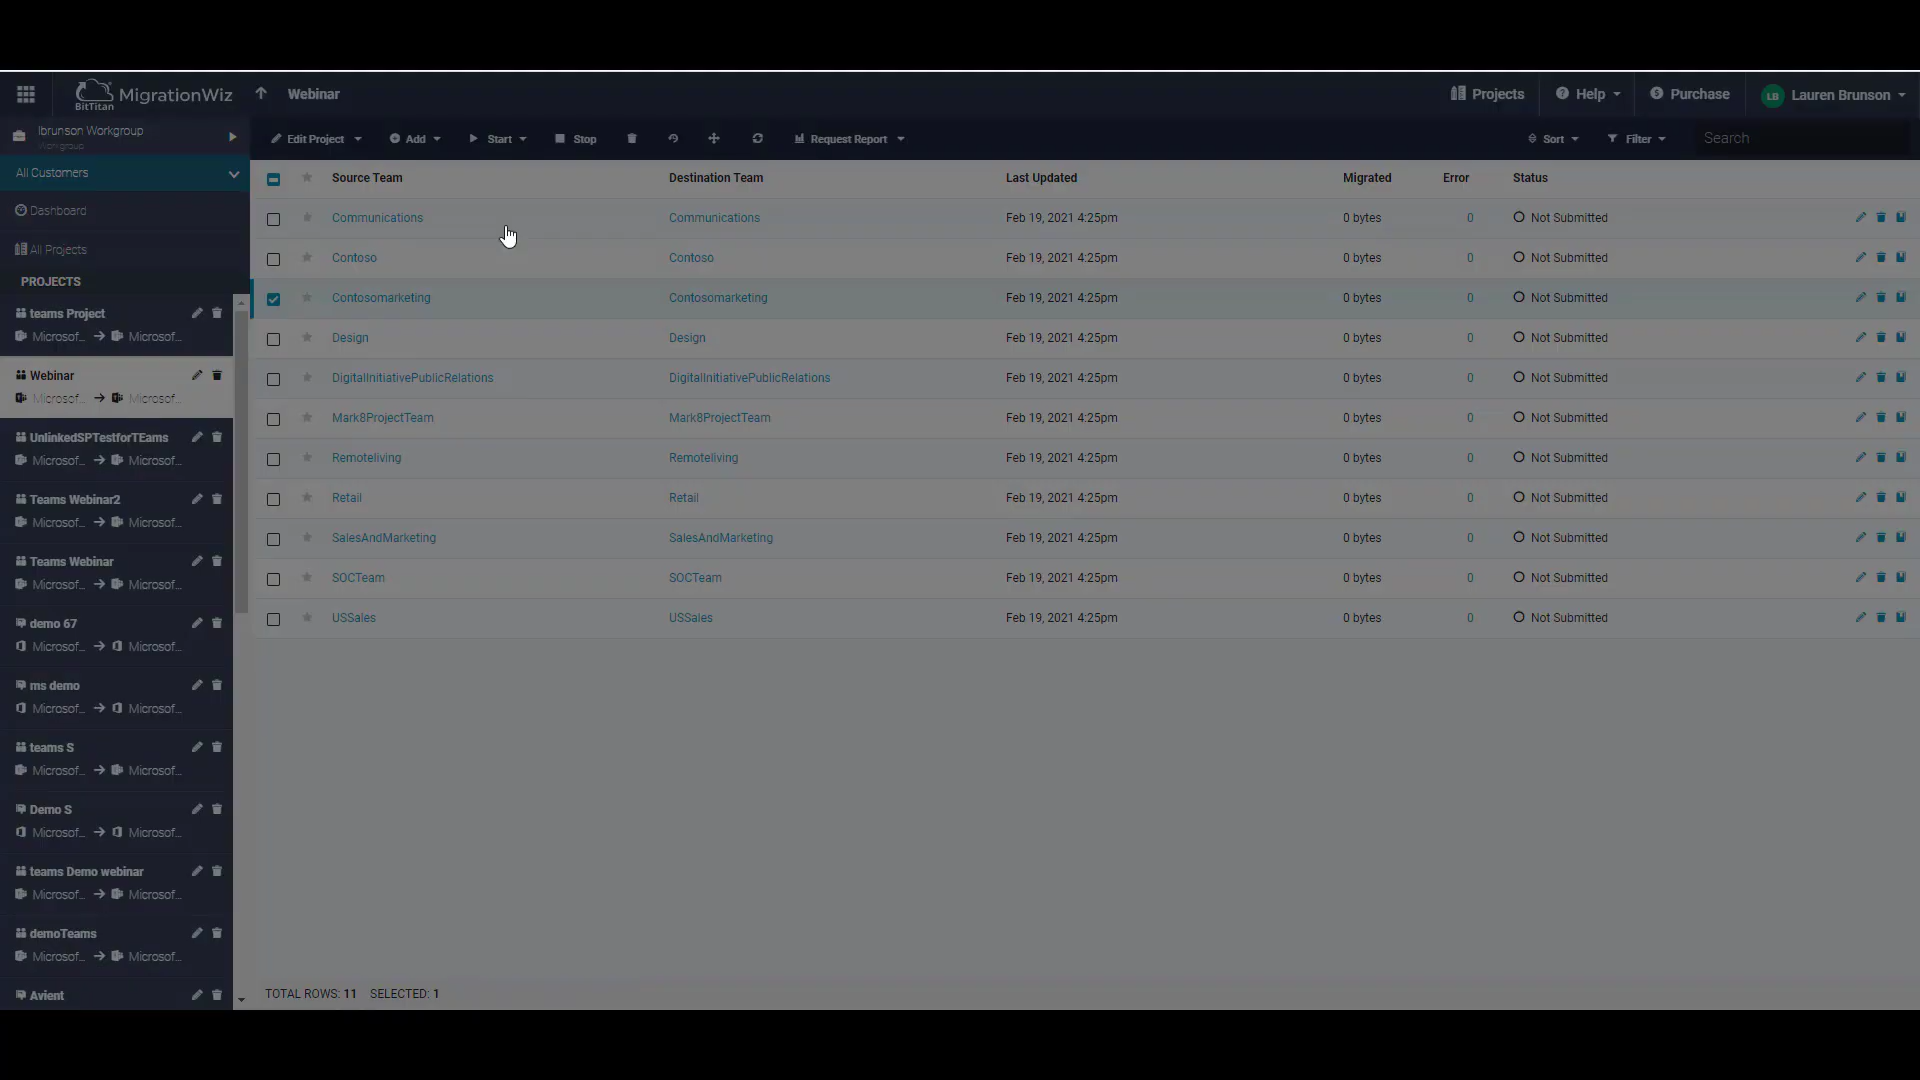 BitTitan MigrationWiz Webinar Projects Help Purchase LB Lauren Brunson
lbrunson Workgroup
Workgroup
Edit Project Add Start Stop Request Report Sort Filter Search
All Customers
Dashboard
All Projects
PROJECTS
teams Project
Microsof... Microsof...
Webinar
Microsof... Microsof...
UnlinkedSPTestforTEams
Microsof... Microsof...
Teams Webinar2
Microsof... Microsof...
Teams Webinar
Microsof... Microsof...
demo 67
Microsof... Microsof...
ms demo
Microsof... Microsof...
teams S
Microsof... Microsof...
Demo S
Microsof... Microsof...
teams Demo webinar
Microsof... Microsof...
demoTeams
Microsof... Microsof...
Avient
Source Team Destination Team Last Updated Migrated Error Status
Communications Communications Feb 19, 2021 4:25pm 0 bytes 0 Not Submitted
Contoso Contoso Feb 19, 2021 4:25pm 0 bytes 0 Not Submitted
Contosomarketing Contosomarketing Feb 19, 2021 4:25pm 0 bytes 0 Not Submitted
Design Design Feb 19, 2021 4:25pm 0 bytes 0 Not Submitted
DigitalInitiativePublicRelations DigitalInitiativePublicRelations Feb 19, 2021 4:25pm 0 bytes 0 Not Submitted
Mark8ProjectTeam Mark8ProjectTeam Feb 19, 2021 4:25pm 0 bytes 0 Not Submitted
Remoteliving Remoteliving Feb 19, 2021 4:25pm 0 bytes 0 Not Submitted
Retail Retail Feb 19, 2021 4:25pm 0 bytes 0 Not Submitted
SalesAndMarketing SalesAndMarketing Feb 19, 2021 4:25pm 0 bytes 0 Not Submitted
SOCTeam SOCTeam Feb 19, 2021 4:25pm 0 bytes 0 Not Submitted
USSales USSales Feb 19, 2021 4:25pm 0 bytes 0 Not Submitted
TOTAL ROWS: 11 SELECTED: 1